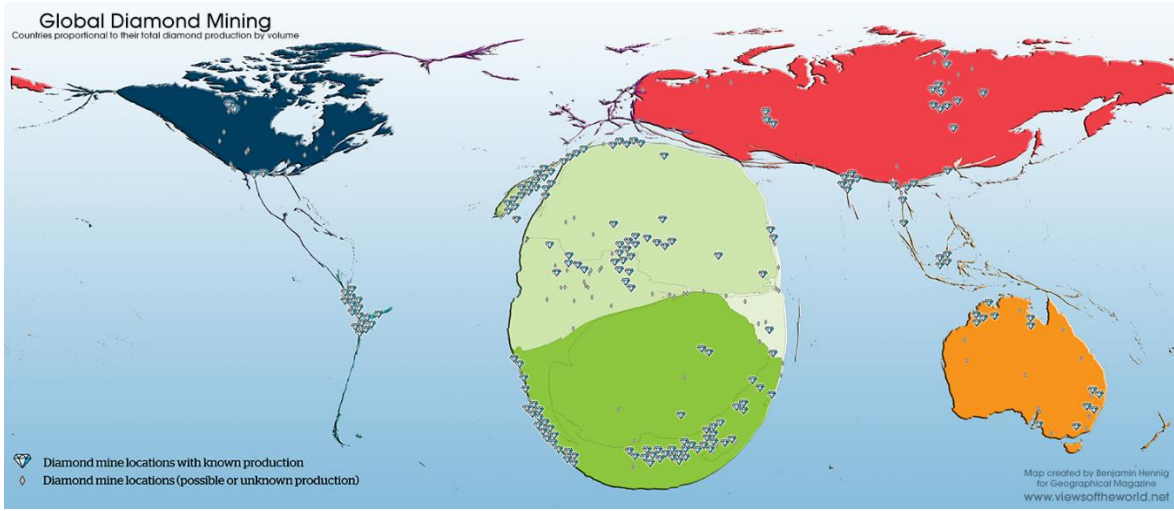 Global Diamond Mining
Countries proportional to their total diamond production by volume
Diamond mine locations with known production
Diamond mine locations (possible or unknown production)
Map created by Benjamin Hennig
for Geographical Magazine
www.viewsoftheworld.net